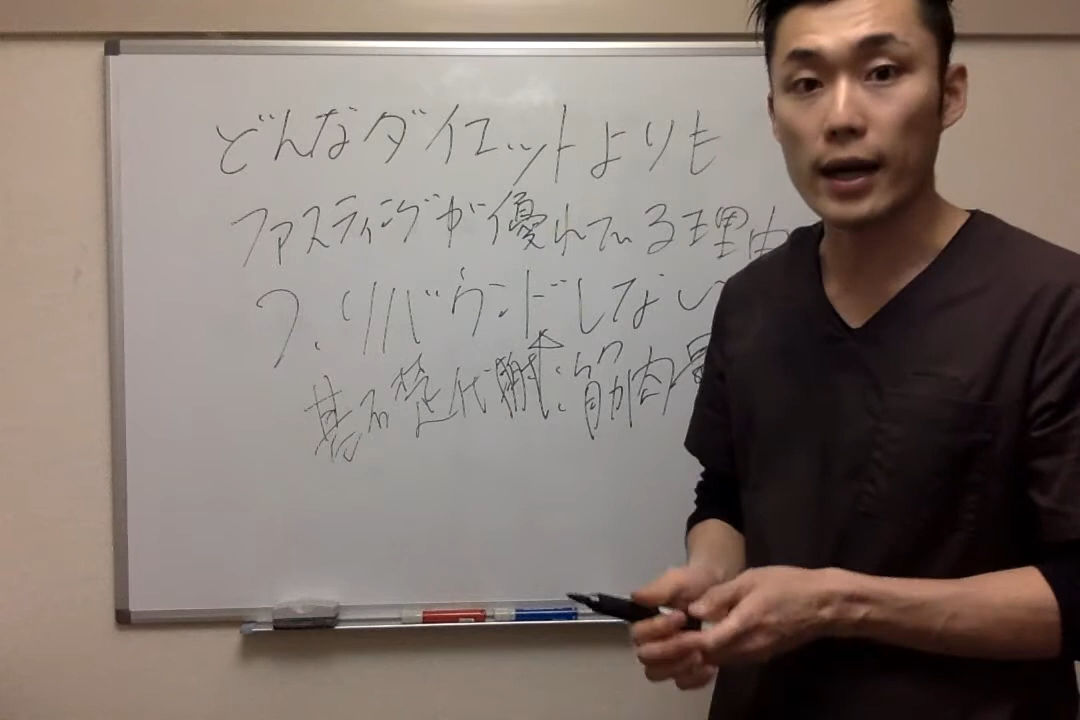 どんなダイエットよりも
ファスティングが優れている理由
7. リバウンドしない
基礎代謝：筋肉量